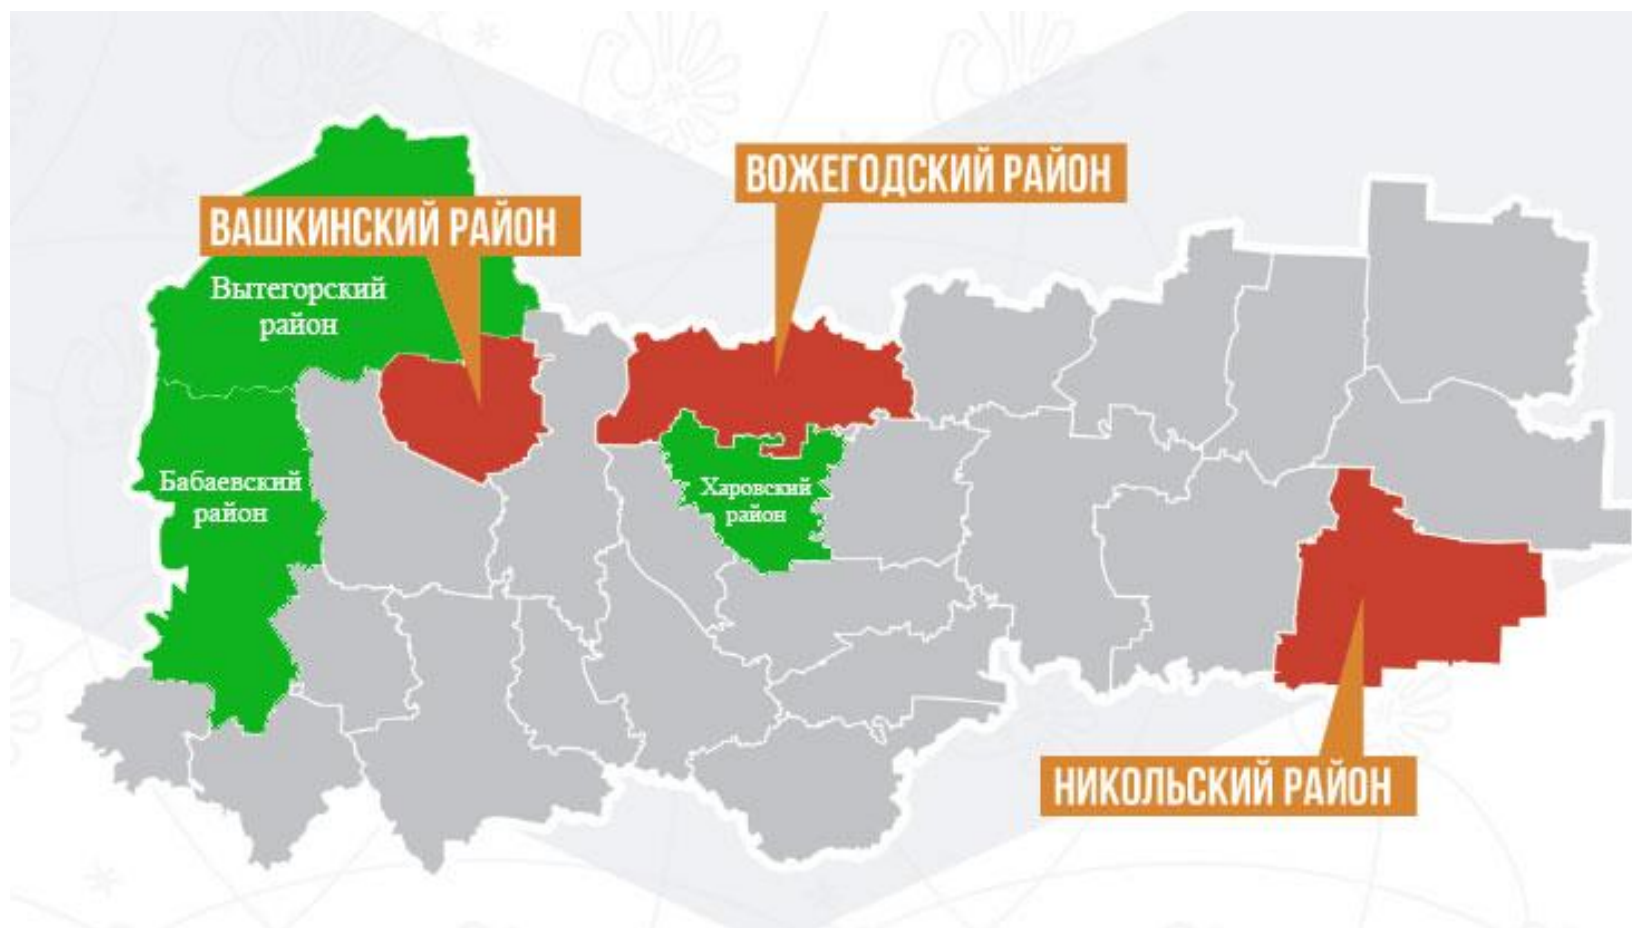 ВОЖЕГОДСКИЙ РАЙОН
ВАШКИНСКИЙ РАЙОН
Вытегорский
район
Бабаевский
район
Харовский
район
НИКОЛЬСКИЙ РАЙОН